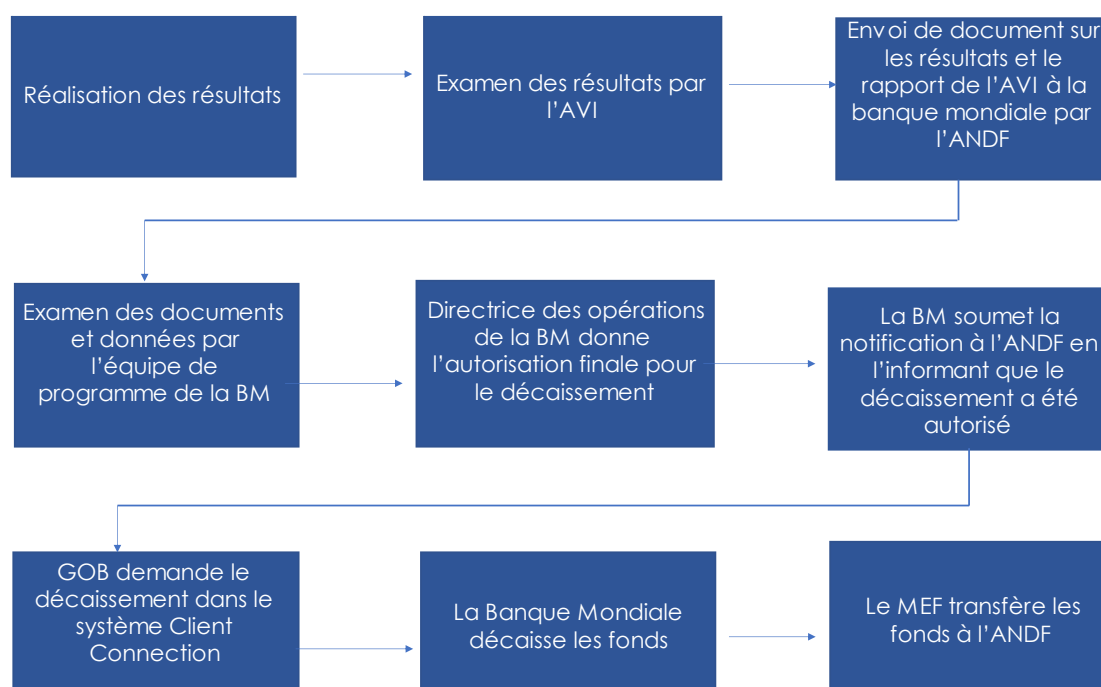 Réalisation des résultats
Examen des résultats par
l'AVI
Envoi de document sur
les résultats et le
rapport de l'AVI à la
banque mondiale par
l'ANDF
Examen des documents
et données par
l'équipe de
programme de la BM
Directrice des opérations
de la BM donne
l'autorisation finale pour
le décaissement
La BM soumet la
notification à l'ANDF en
l'informant que le
décaissement a été
autorisé
GOB demande le
décaissement dans le
système Client
Connection
La Banque Mondiale
décaisse les fonds
Le MEF transfère les
fonds à l'ANDF